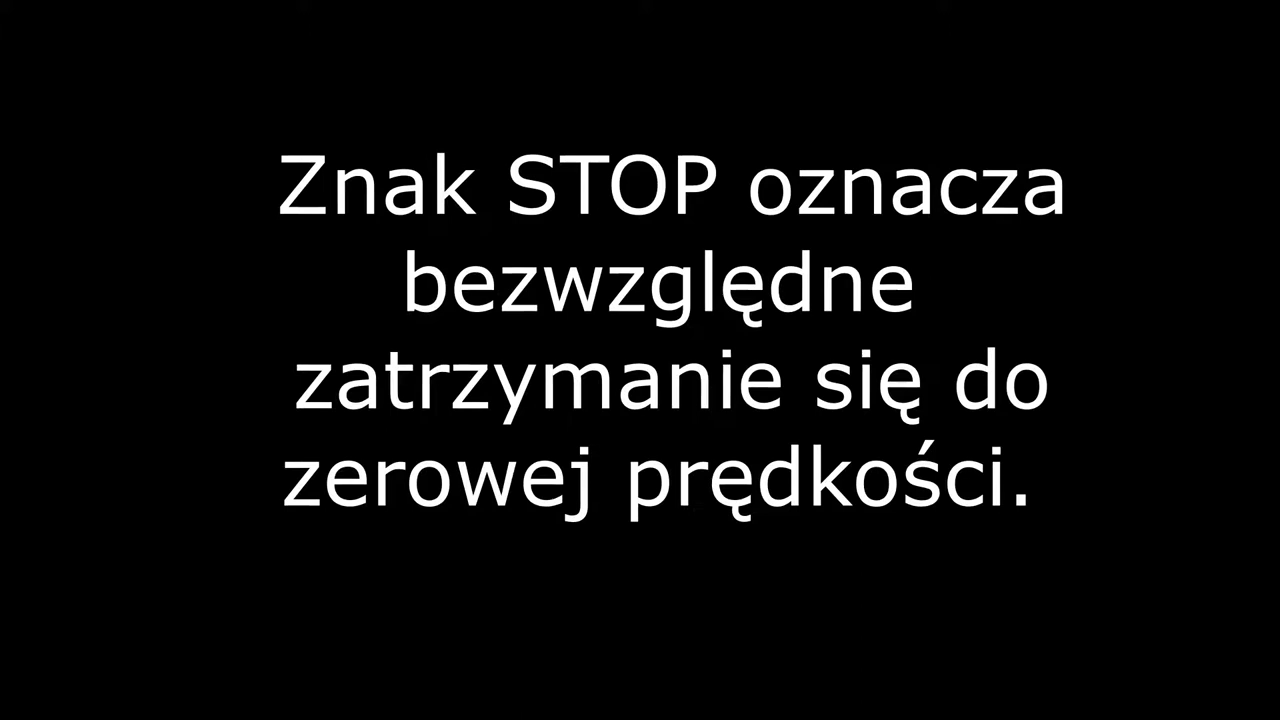 Znak STOP oznacza
bezwzględne
zatrzymanie się do
zerowej prędkości.